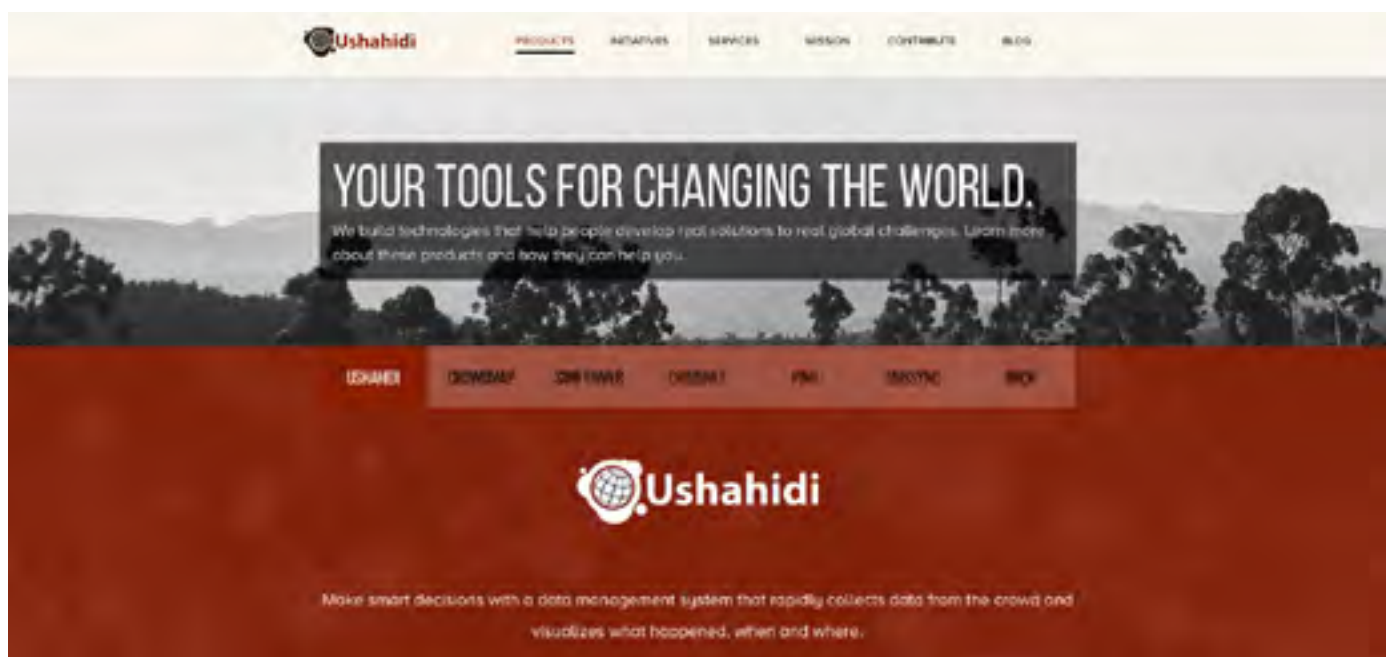 Ushahidi
PRODUCTS INITIATIVES SERVICES MISSION CONTRIBUTE BLOG
YOUR TOOLS FOR CHANGING THE WORLD.
We build technologies that help people develop real solutions to real global challenges. Learn more
about these products and how they can help you.
USHAHIDI CROWDMAP
Ushahidi
Make smart decisions with a data management system that rapidly collects data from the crowd and
visualizes what happened, when and where.